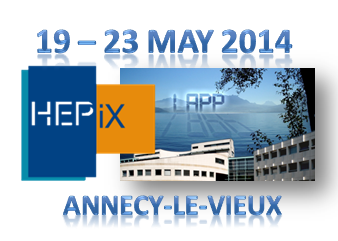 19 – 23 MAY 2014
HEPiX
LAPP
ANNECY-LE-VIEUX